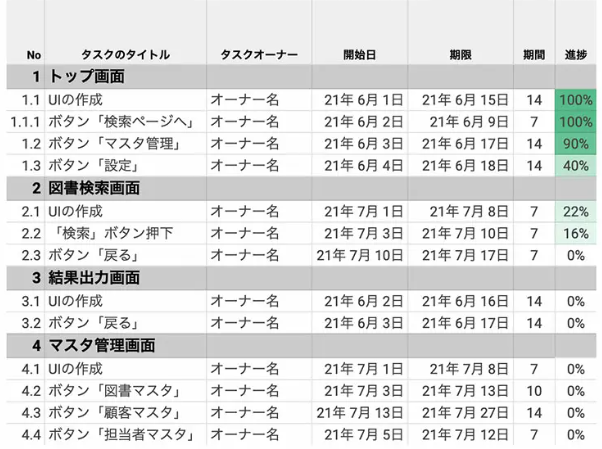 No タスクのタイトル タスクオーナー 開始日 期限 期間 進捗
1 トップ画面
1.1 UIの作成 オーナー名 21年 6月 1日 21年 6月 15日 14 100%
1.1.1 ボタン「検索ページへ」 オーナー名 21年 6月 2日 21年 6月 9日 7 100%
1.2 ボタン「マスタ管理」 オーナー名 21年 6月 3日 21年 6月 17日 14 90%
1.3 ボタン「設定」 オーナー名 21年 6月 4日 21年 6月 18日 14 40%
2 図書検索画面
2.1 UIの作成 オーナー名 21年 7月 1日 21年 7月 8日 7 22%
2.2 「検索」ボタン押下 オーナー名 21年 7月 3日 21年 7月 10日 7 16%
2.3 ボタン「戻る」 オーナー名 21年 7月 10日 21年 7月 17日 7 0%
3 結果出力画面
3.1 UIの作成 オーナー名 21年 6月 2日 21年 6月 16日 14 0%
3.2 ボタン「戻る」 オーナー名 21年 6月 3日 21年 6月 17日 14 0%
4 マスタ管理画面
4.1 UIの作成 オーナー名 21年 7月 1日 21年 7月 8日 7 0%
4.2 ボタン「図書マスタ」 オーナー名 21年 7月 3日 21年 7月 13日 10 0%
4.3 ボタン「顧客マスタ」 オーナー名 21年 7月 13日 21年 7月 27日 14 0%
4.4 ボタン「担当者マスタ」 オーナー名 21年 7月 5日 21年 7月 12日 7 0%